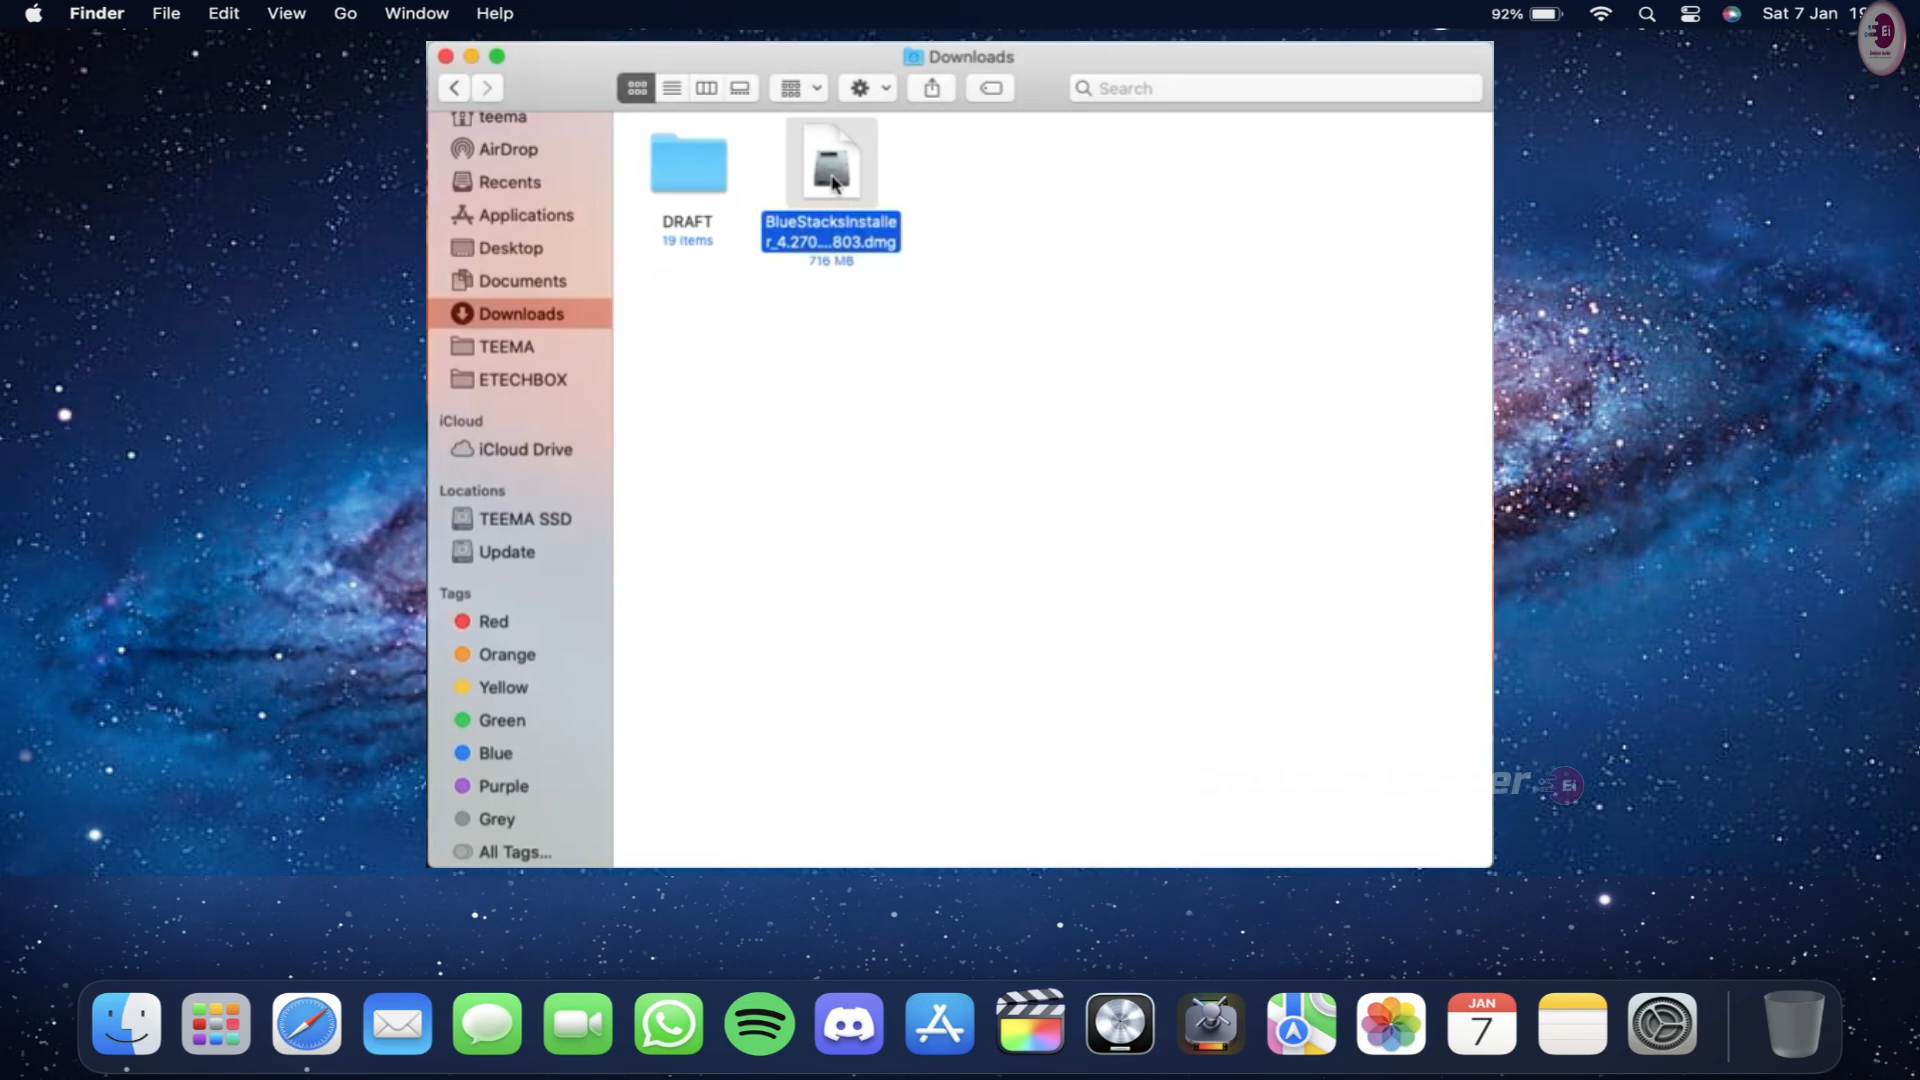 Finder File Edit View Go Window Help
92% Sat 7 Jan
Downloads
Search
teema
AirDrop
Recents
Applications
Desktop
Documents
Downloads
TEEMA
ETECHBOX
iCloud
iCloud Drive
Locations
TEEMA SSD
Update
Tags
Red
Orange
Yellow
Green
Blue
Purple
Grey
All Tags...
DRAFT
19 items
BlueStacksInstalle
r_4.270....803.dmg
716 MB
Ei
Ei
JAN
7